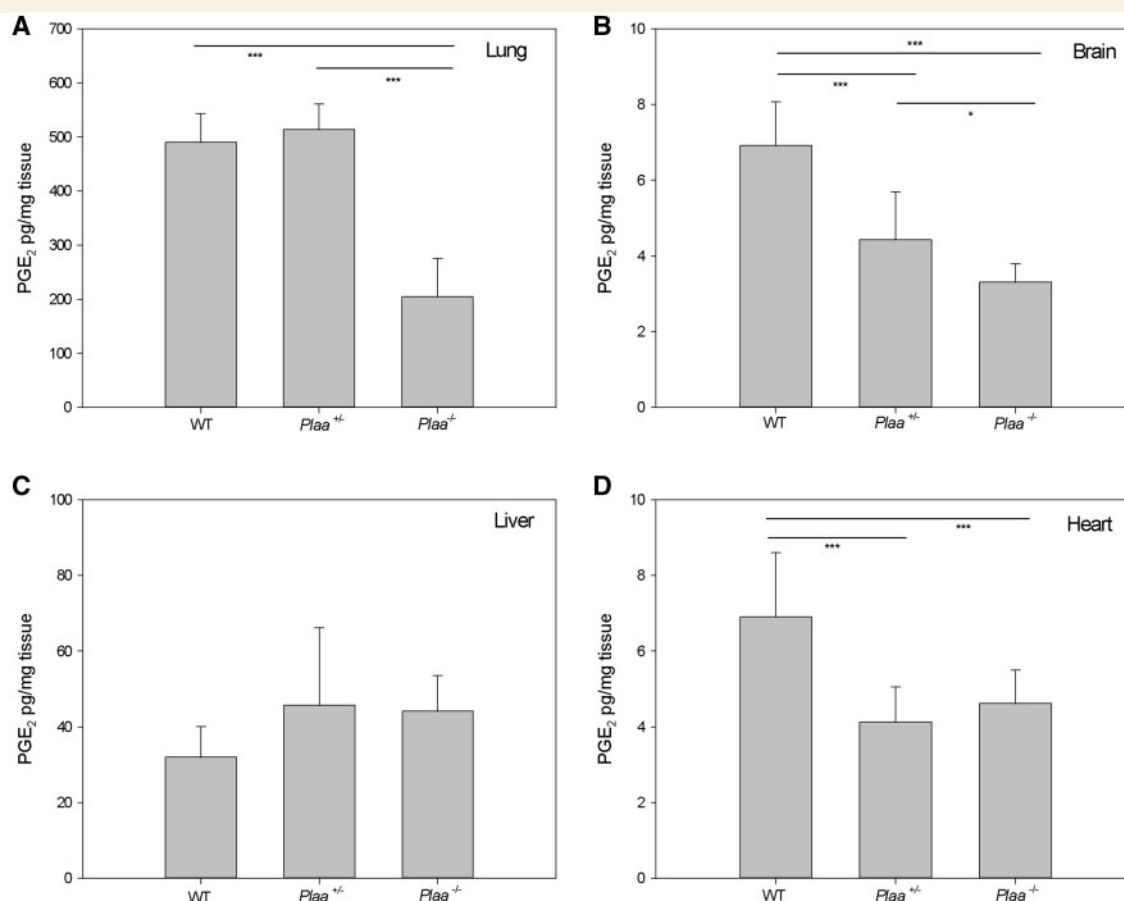 A
Lung
700
600
500
400
300
200
100
0
PGE₂ pg/mg tissue
***
***
WT
Plaa +/-
Plaa -/-
B
Brain
10
8
6
4
2
0
PGE₂ pg/mg tissue
***
***
*
WT
Plaa +/-
Plaa -/-
C
Liver
100
80
60
40
20
0
PGE₂ pg/mg tissue
WT
Plaa +/-
Plaa -/-
D
Heart
10
8
6
4
2
0
PGE₂ pg/mg tissue
***
***
WT
Plaa +/-
Plaa -/-